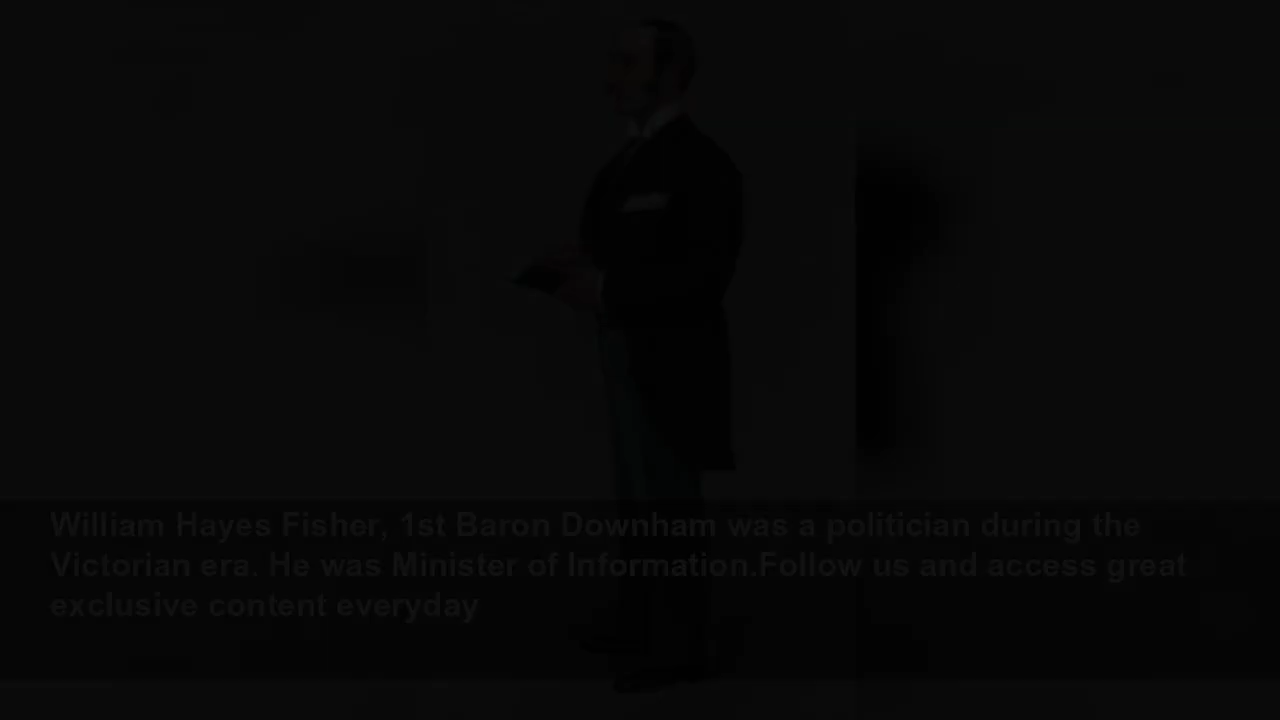 William Hayes Fisher, 1st Baron Downham was a politician during the
Victorian era. He was Minister of Information.Follow us and access great
exclusive content everyday